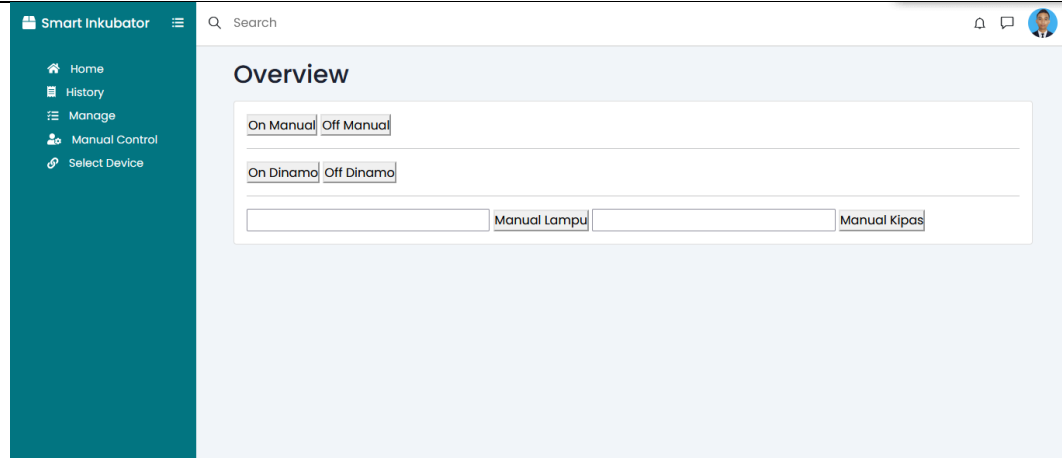 Smart Inkubator
Search
Home
History
Manage
Manual Control
Select Device
Overview
On Manual Off Manual
On Dinamo Off Dinamo
Manual Lampu Manual Kipas